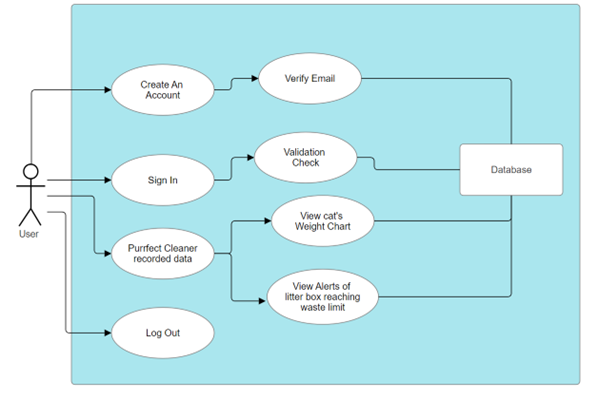 Create An
Account
Verify Email
Validation
Check
Database
Sign In
User
View cat's
Weight Chart
Purrfect Cleaner
recorded data
View Alerts of
litter box reaching
waste limit
Log Out